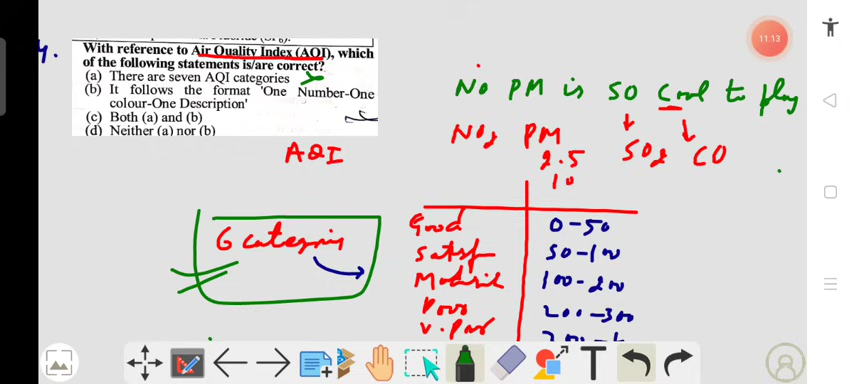 11.13
4.
With reference to Air Quality Index (AQI), which
of the following statements is/are correct?
(a) There are seven AQI categories
(b) It follows the format 'One Number-One
colour-One Description'
(c) Both (a) and (b)
(d) Neither (a) nor (b)
No PM is so cool to play
NO2 PM SO2 CO
2.5
10
AQI
6 categories
Good 0-50
Satisf 50-100
100-200
Poor 200-300
V. Poor
T